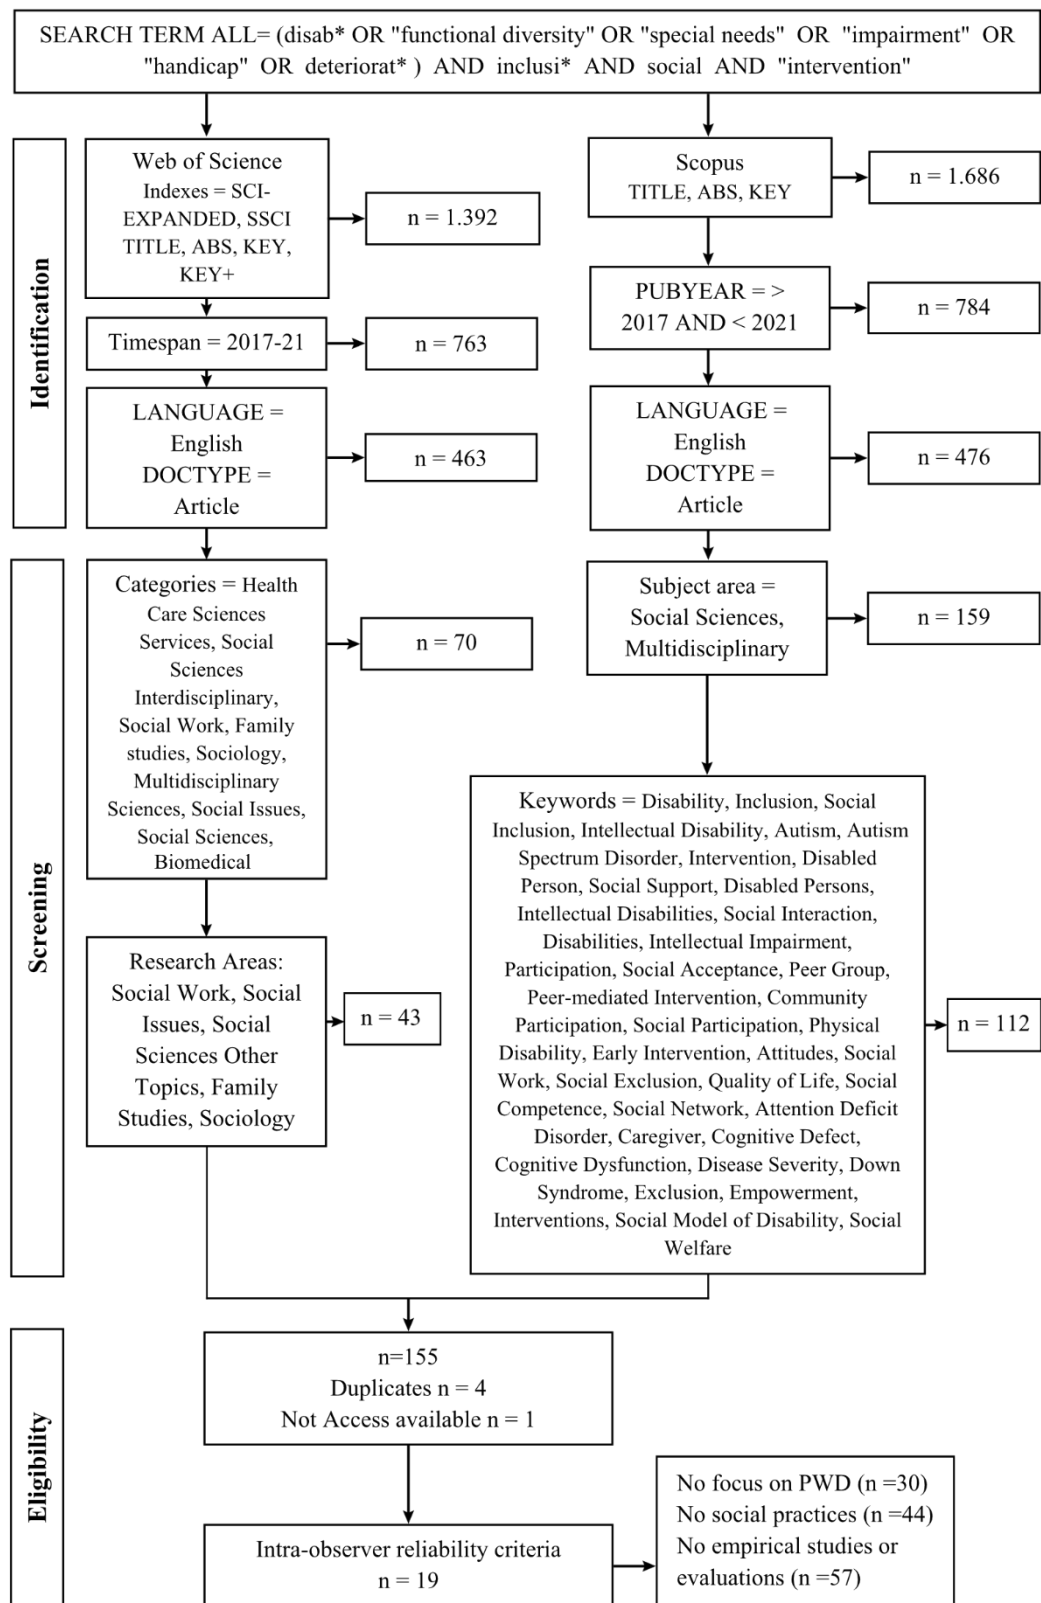 SEARCH TERM ALL= (disab* OR "functional diversity" OR "special needs" OR "impairment" OR
"handicap" OR deteriorat* ) AND inclusi* AND social AND "intervention"
Identification
Web of Science
Indexes = SCI-
EXPANDED, SSCI
TITLE, ABS, KEY,
KEY+
n = 1.392
Timespan = 2017-21
n = 763
LANGUAGE =
English
DOCTYPE =
Article
n = 463
Scopus
TITLE, ABS, KEY
n = 1.686
PUBYEAR = >
2017 AND < 2021
n = 784
LANGUAGE =
English
DOCTYPE =
Article
n = 476
Screening
Categories = Health
Care Sciences
Services, Social
Sciences
Interdisciplinary,
Social Work, Family
studies, Sociology,
Multidisciplinary
Sciences, Social Issues,
Social Sciences,
Biomedical
n = 70
Research Areas:
Social Work, Social
Issues, Social
Sciences Other
Topics, Family
Studies, Sociology
n = 43
Subject area =
Social Sciences,
Multidisciplinary
n = 159
Keywords = Disability, Inclusion, Social
Inclusion, Intellectual Disability, Autism, Autism
Spectrum Disorder, Intervention, Disabled
Person, Social Support, Disabled Persons,
Intellectual Disabilities, Social Interaction,
Disabilities, Intellectual Impairment,
Participation, Social Acceptance, Peer Group,
Peer-mediated Intervention, Community
Participation, Social Participation, Physical
Disability, Early Intervention, Attitudes, Social
Work, Social Exclusion, Quality of Life, Social
Competence, Social Network, Attention Deficit
Disorder, Caregiver, Cognitive Defect,
Cognitive Dysfunction, Disease Severity, Down
Syndrome, Exclusion, Empowerment,
Interventions, Social Model of Disability, Social
Welfare
n = 112
Eligibility
n=155
Duplicates n = 4
Not Access available n = 1
Intra-observer reliability criteria
n = 19
No focus on PWD (n =30)
No social practices (n =44)
No empirical studies or
evaluations (n =57)